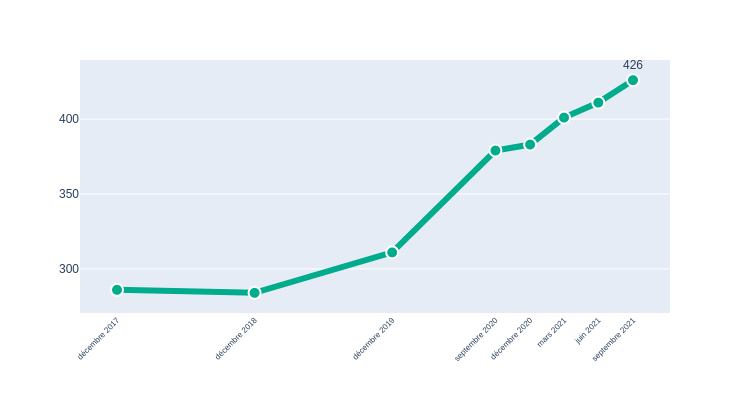 426
400
350
300
décembre 2017
décembre 2018
décembre 2019
septembre 2020
décembre 2020
mars 2021
juin 2021
septembre 2021